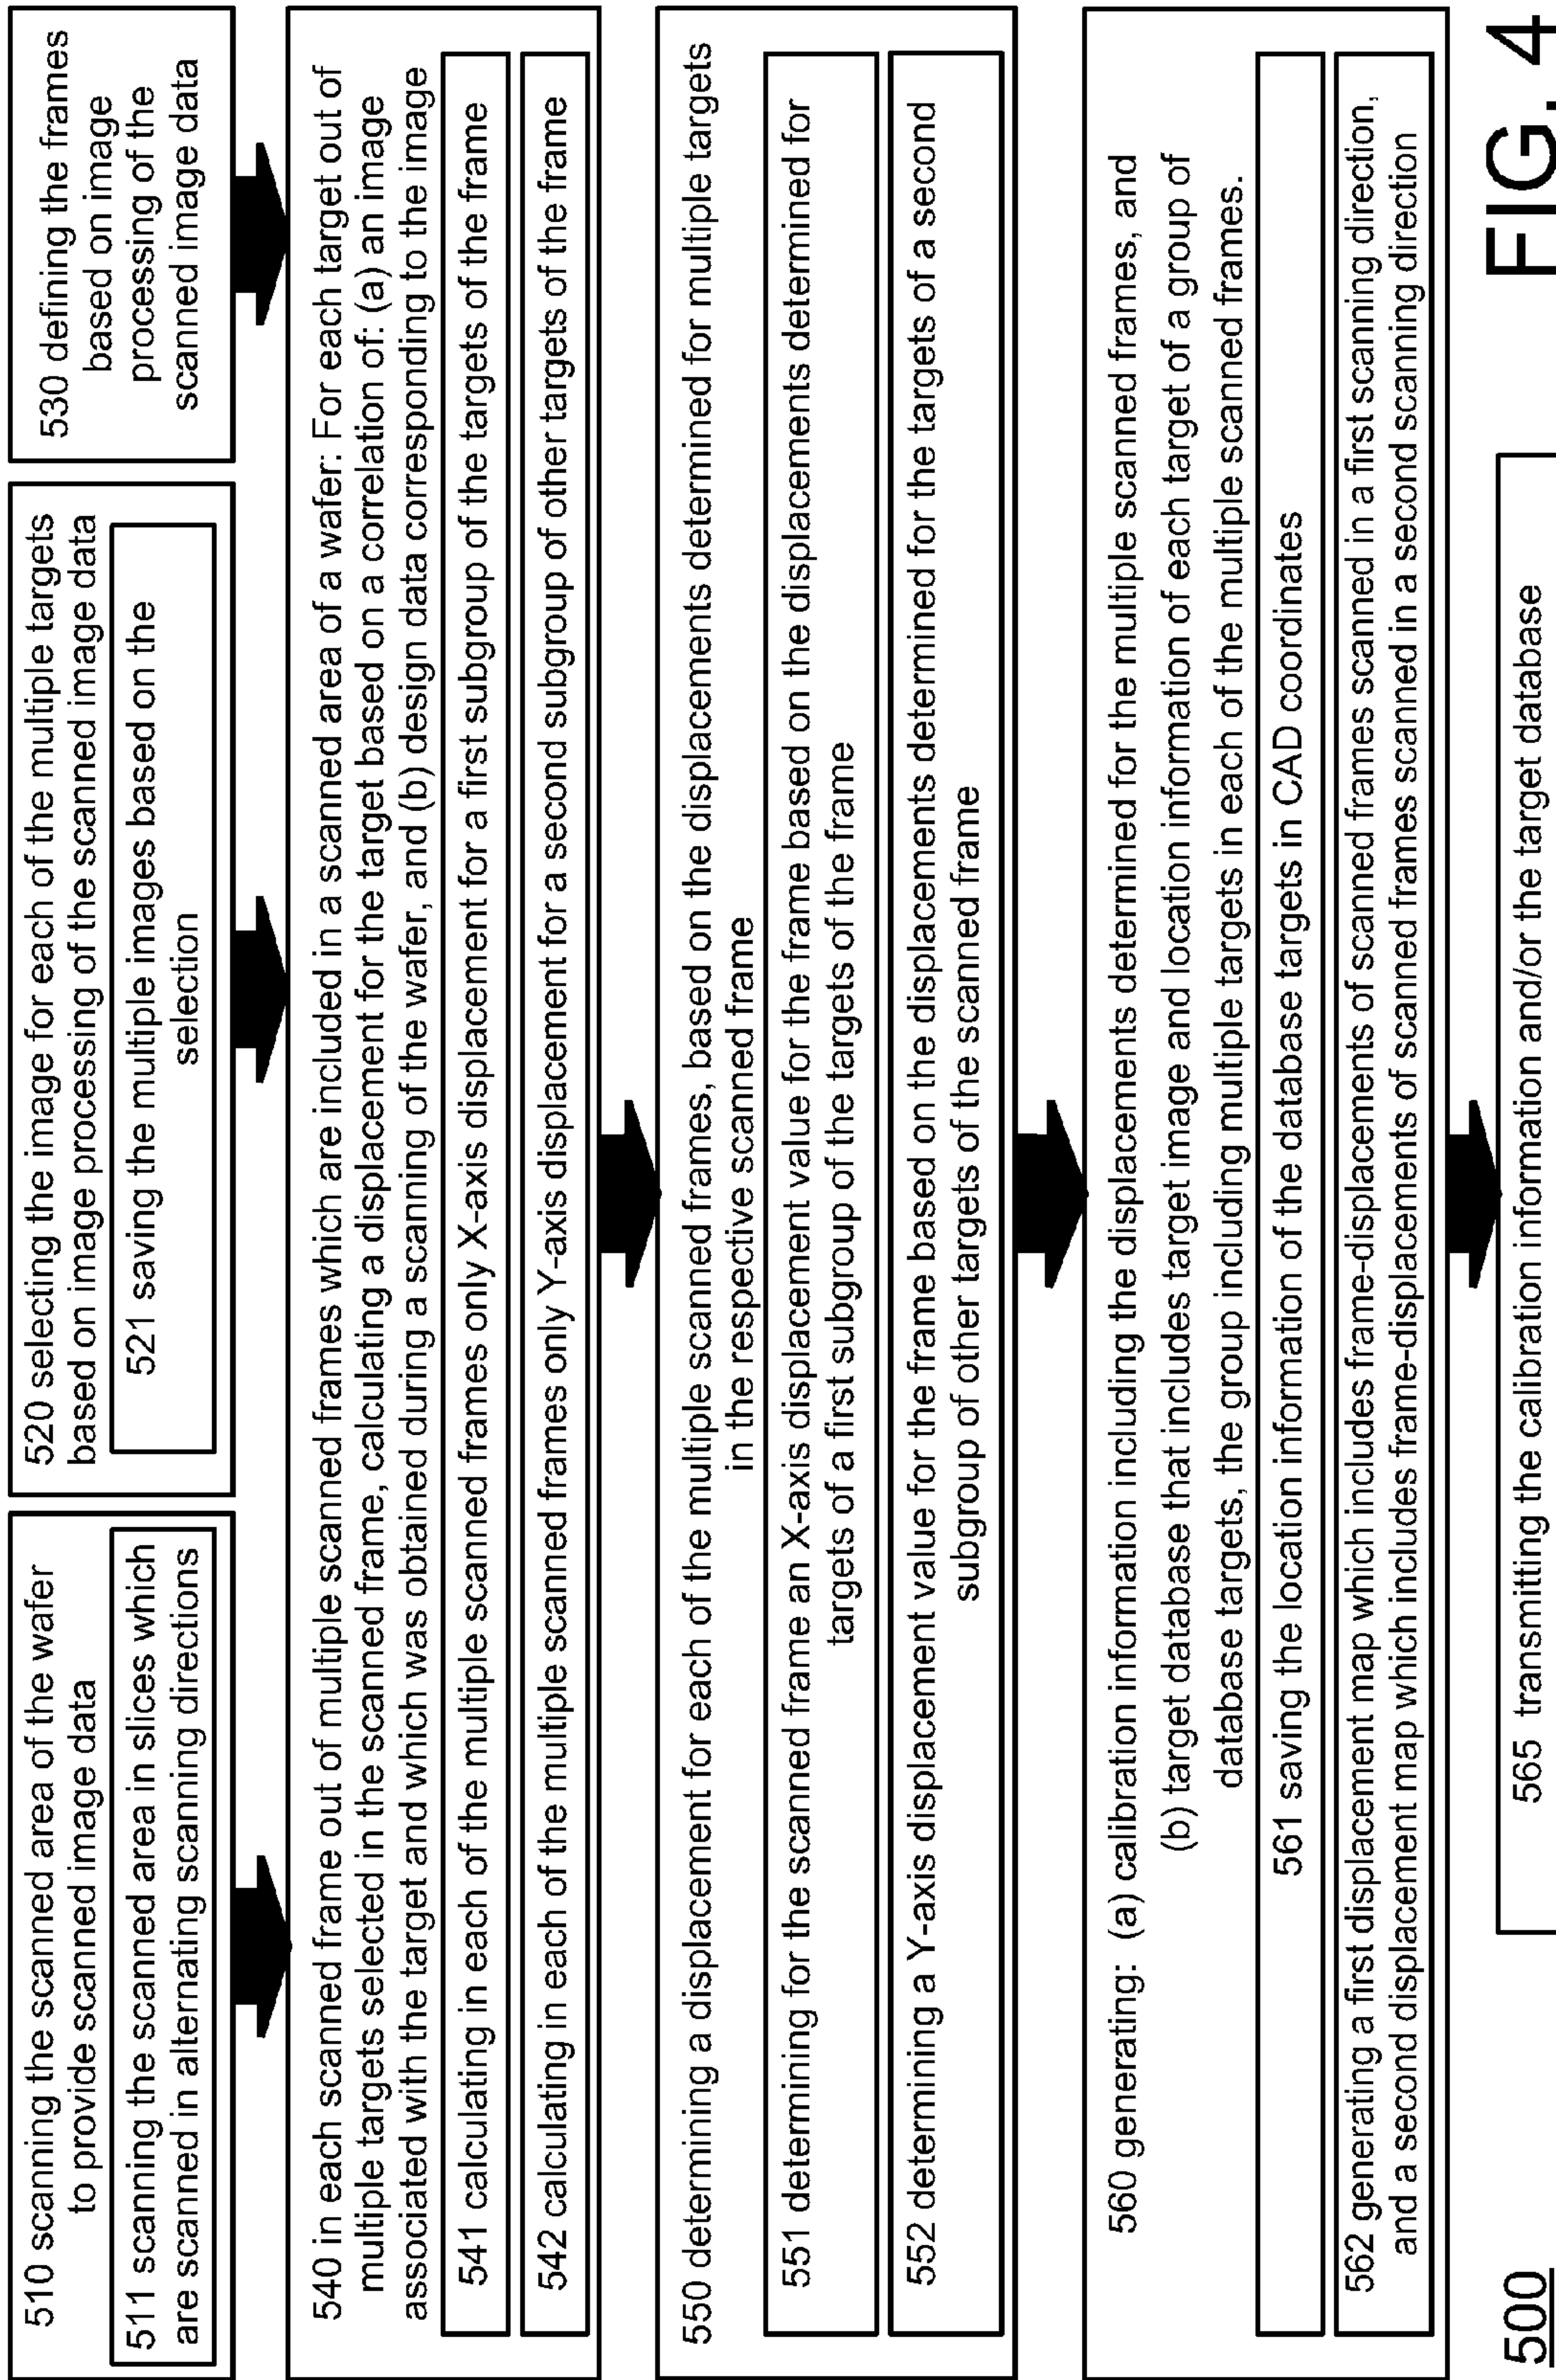 510 scanning the scanned area of the wafer
to provide scanned image data
511 scanning the scanned area in slices which
are scanned in alternating scanning directions
520 selecting the image for each of the multiple targets
based on image processing of the scanned image data
521 saving the multiple images based on the
selection
530 defining the frames
based on image
processing of the
scanned image data
540 in each scanned frame out of multiple scanned frames which are included in a scanned area of a wafer: For each target out of
multiple targets selected in the scanned frame, calculating a displacement for the target based on a correlation of: (a) an image
associated with the target and which was obtained during a scanning of the wafer, and (b) design data corresponding to the image
541 calculating in each of the multiple scanned frames only X-axis displacement for a first subgroup of the targets of the frame
542 calculating in each of the multiple scanned frames only Y-axis displacement for a second subgroup of other targets of the frame
550 determining a displacement for each of the multiple scanned frames, based on the displacements determined for multiple targets
in the respective scanned frame
551 determining for the scanned frame an X-axis displacement value for the frame based on the displacements determined for
targets of a first subgroup of the targets of the frame
552 determining a Y-axis displacement value for the frame based on the displacements determined for the targets of a second
subgroup of other targets of the scanned frame
560 generating: (a) calibration information including the displacements determined for the multiple scanned frames, and
(b) target database that includes target image and location information of each target of a group of
database targets, the group including multiple targets in each of the multiple scanned frames.
561 saving the location information of the database targets in CAD coordinates
562 generating a first displacement map which includes frame-displacements of scanned frames scanned in a first scanning direction,
and a second displacement map which includes frame-displacements of scanned frames scanned in a second scanning direction
565 transmitting the calibration information and/or the target database
500
FIG. 4